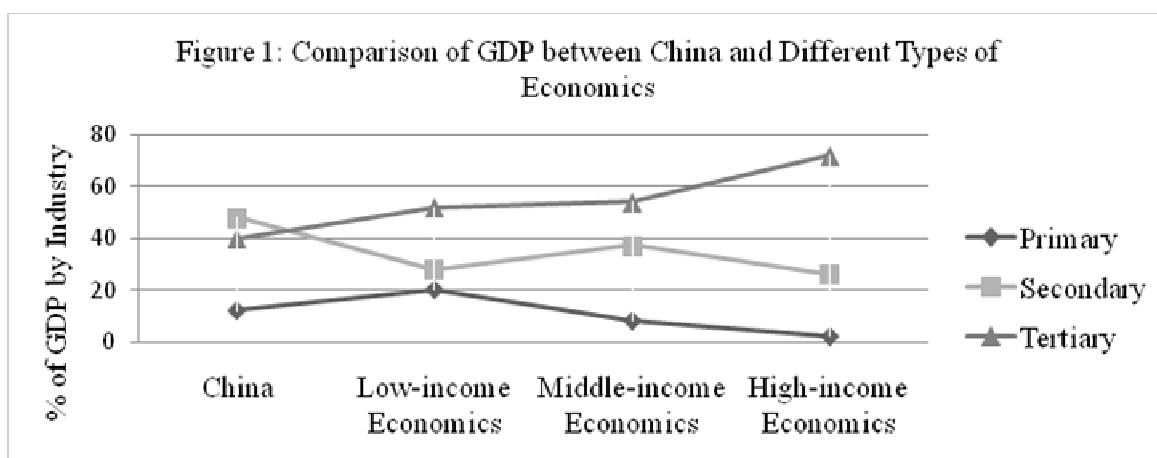 Figure 1: Comparison of GDP between China and Different Types of
Economics
% of GDP by Industry
80
60
40
20
0
China
Low-income
Economics
Middle-income
Economics
High-income
Economics
Primary
Secondary
Tertiary